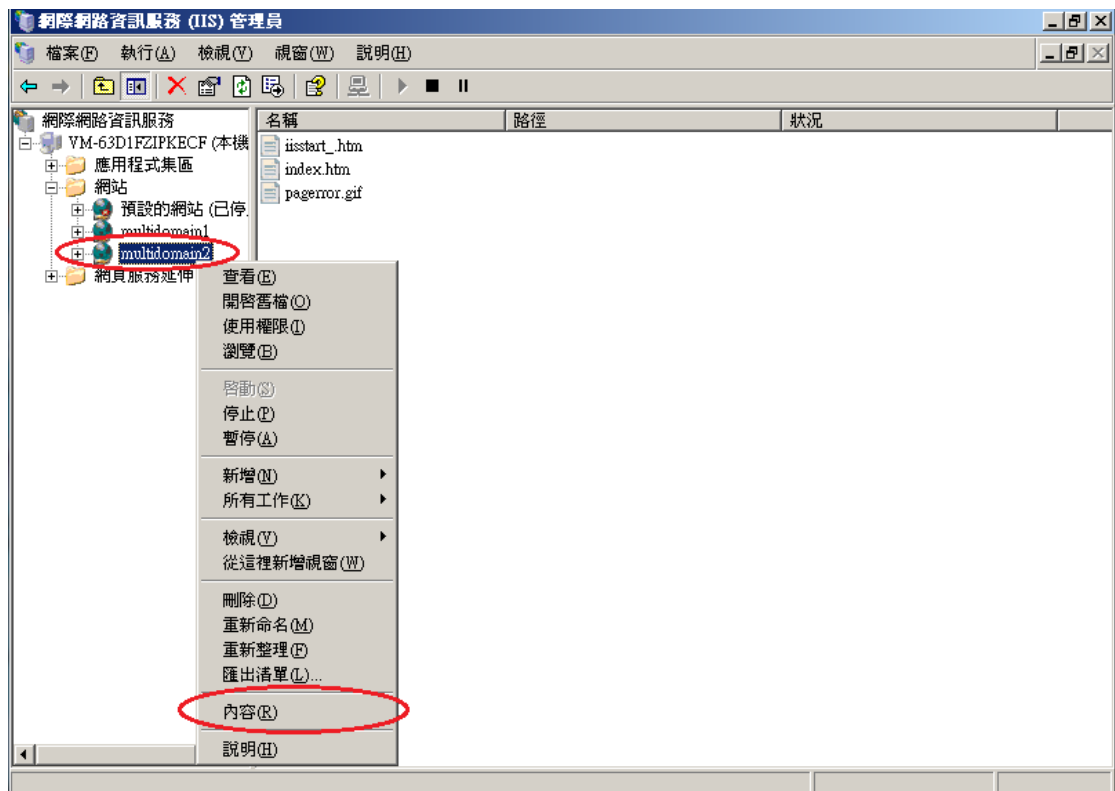 網際網路資訊服務 (IIS) 管理員
檔案(F) 執行(A) 檢視(V) 視窗(W) 說明(H)
網際網路資訊服務
名稱 路徑 狀況
VM-63D1FZIPKECF (本機
iisstart_.htm
應用程式集區
index.htm
網站
pagerror.gif
預設的網站 (已停
multidomain1
multidomain2
網頁服務延伸
查看(E)
開啓舊檔(O)
使用權限(I)
瀏覽(B)
啓動(S)
停止(P)
暫停(A)
新增(N)
所有工作(K)
檢視(V)
從這裡新增視窗(W)
刪除(D)
重新命名(M)
重新整理(F)
匯出清單(L)...
內容(R)
說明(H)